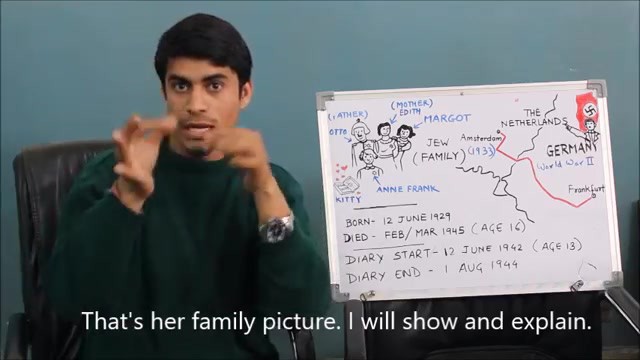 (MOTHER)
(FATHER)
EDITH
OTTO
MARGOT
JEW
(FAMILY)
ANNE FRANK
KITTY
THE
NETHERLANDS
Amsterdam
(1933)
GERMANY
World War II
Frankfurt
BORN- 12 JUNE 1929
DIED - FEB/MAR 1945 (AGE 16)
DIARY START- 12 JUNE 1942 (AGE 13)
DIARY END - 1 AUG 1944
That's her family picture. I will show and explain.